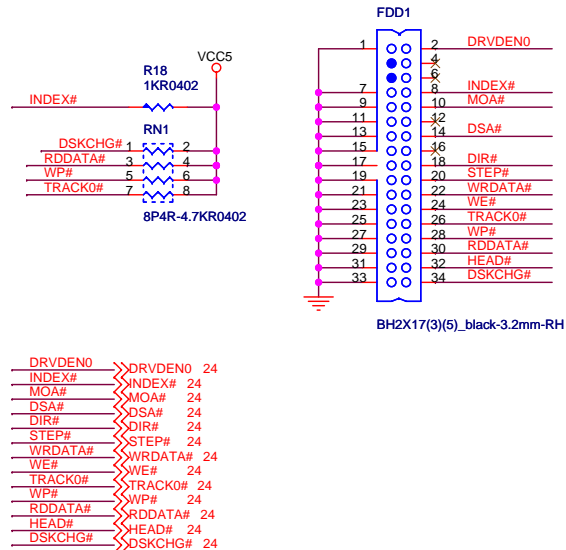 FDD1
VCC5
R18
1KR0402
INDEX#
RN1
DSKCHG# 1 2
RDDATA# 3 4
WP# 5 6
TRACK0# 7 8
8P4R-4.7KR0402
1 2 DRVDEN0
4
6
7 8 INDEX#
9 10 MOA#
11 12
13 14 DSA#
15 16
17 18 DIR#
19 20 STEP#
21 22 WRDATA#
23 24 WE#
25 26 TRACK0#
27 28 WP#
29 30 RDDATA#
31 32 HEAD#
33 34 DSKCHG#
BH2X17(3)(5)_black-3.2mm-RH
DRVDEN0 DRVDEN0 24
INDEX# INDEX# 24
MOA# MOA# 24
DSA# DSA# 24
DIR# DIR# 24
STEP# STEP# 24
WRDATA# WRDATA# 24
WE# WE# 24
TRACK0# TRACK0# 24
WP# WP# 24
RDDATA# RDDATA# 24
HEAD# HEAD# 24
DSKCHG# DSKCHG# 24